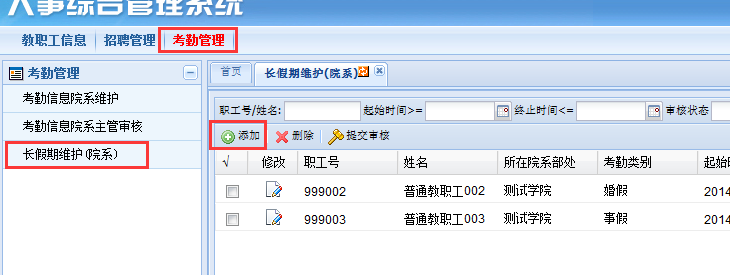 人事综合管理系统
教职工信息 招聘管理 考勤管理
考勤管理
考勤信息院系维护
考勤信息院系主管审核
长假期维护(院系)
首页 长假期维护(院系)
职工号/姓名: 起始时间>= 终止时间<= 审核状态
添加 删除 提交审核
√ 修改 职工号 姓名 所在院系部处 考勤类别 起始时
999002 普通教职工002 测试学院 婚假 2014
999003 普通教职工003 测试学院 事假 2014